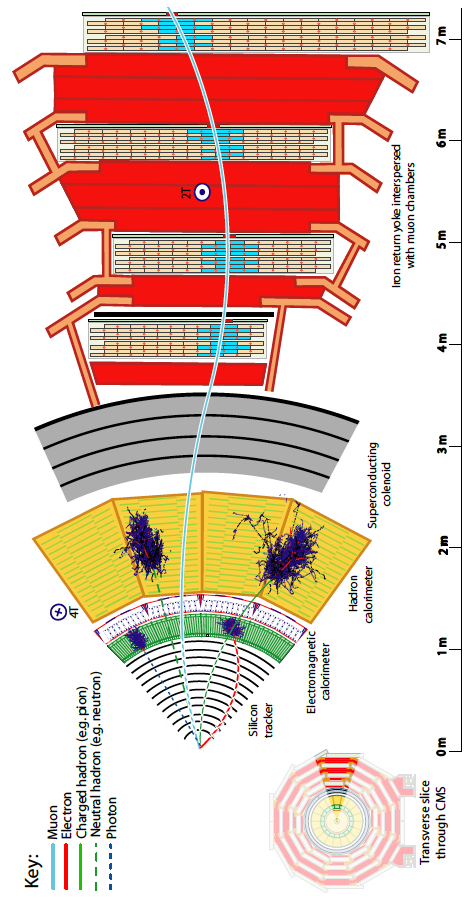 Key:
Muon
Electron
Charged hadron (e.g. pion)
Neutral hadron (e.g. neutron)
Photon
Transverse slice
through CMS
Silicon
tracker
Electromagnetic
calorimeter
Hadron
calorimeter
Superconducting
colenoid
Iron return yoke interspersed
with muon chambers
4T
2T
0m
1m
2m
3m
4m
5m
6m
7m